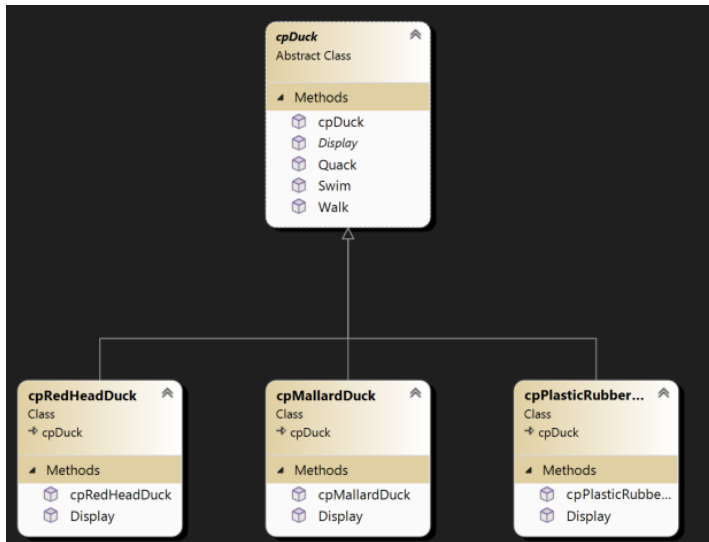 cpDuck
Abstract Class
Methods
cpDuck
Display
Quack
Swim
Walk
cpRedHeadDuck
Class
cpDuck
Methods
cpRedHeadDuck
Display
cpMallardDuck
Class
cpDuck
Methods
cpMallardDuck
Display
cpPlasticRubber...
Class
cpDuck
Methods
cpPlasticRubbe...
Display